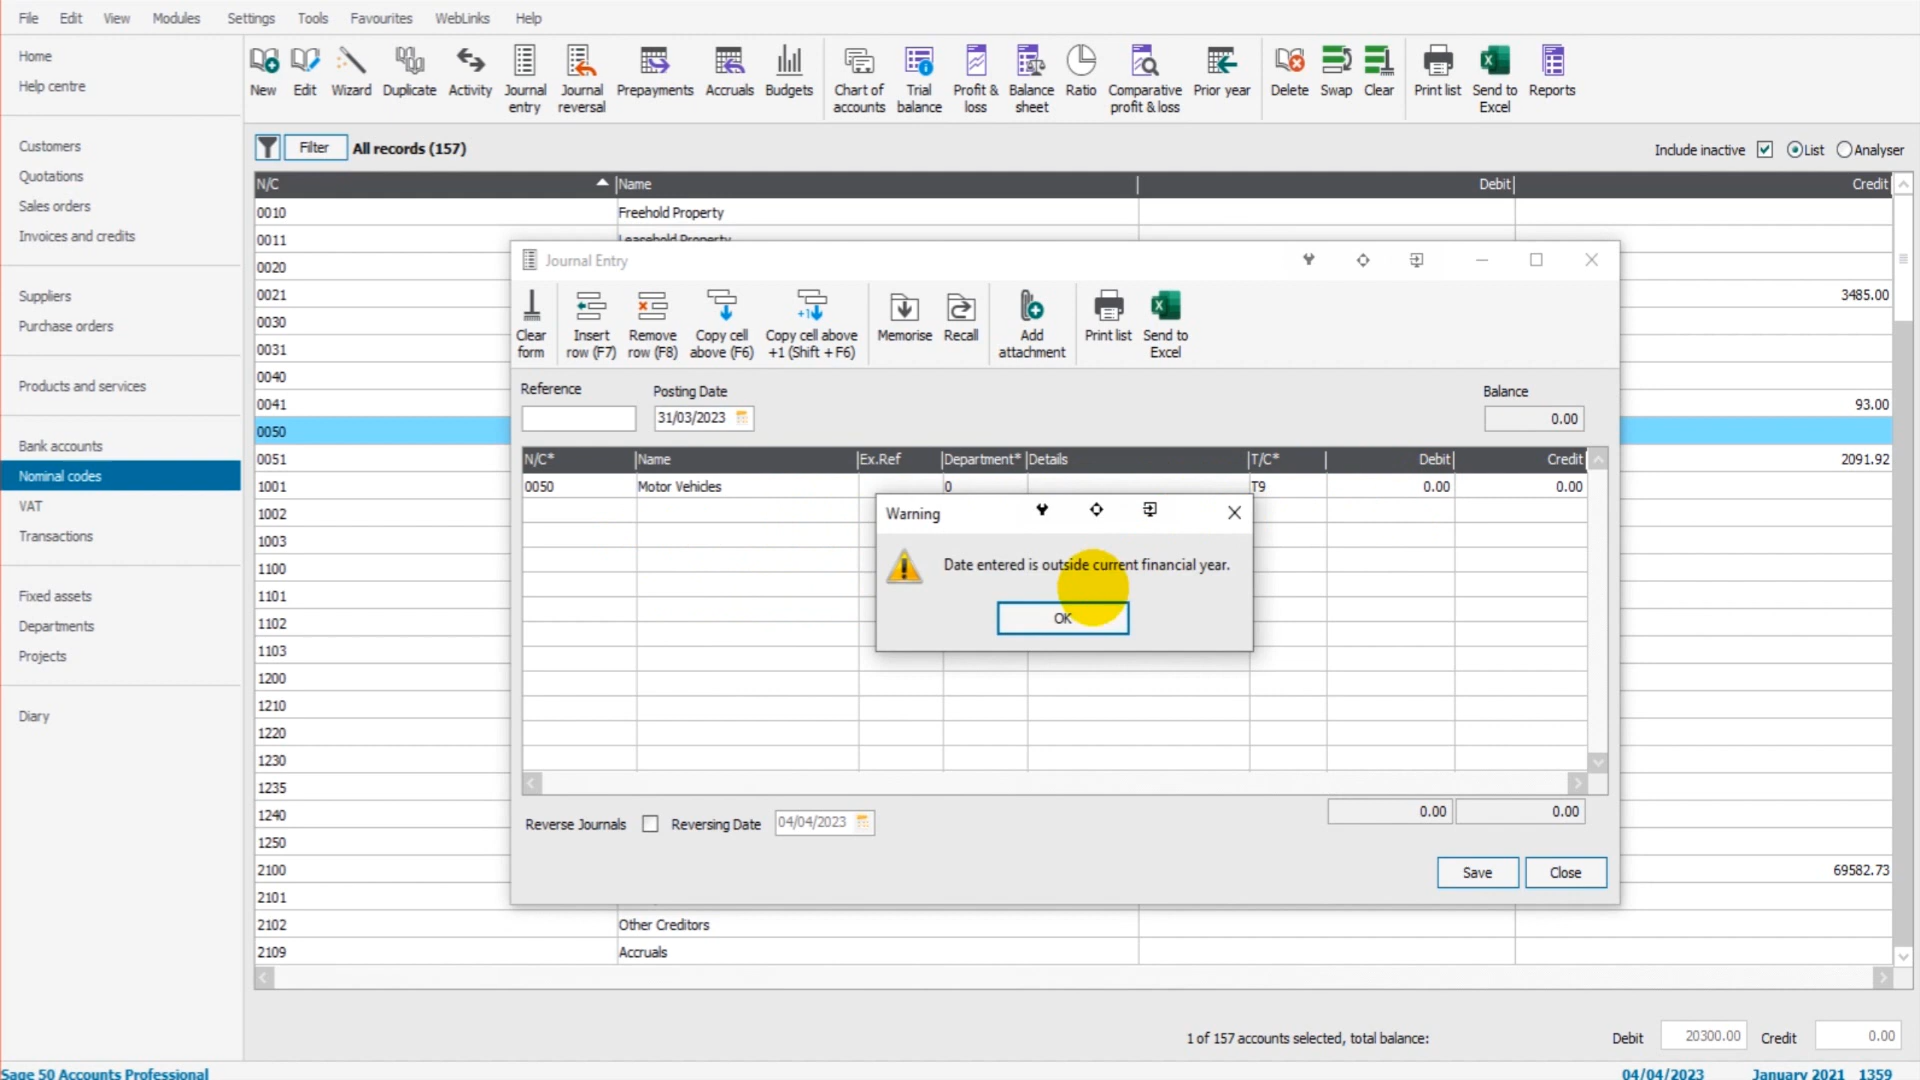 File Edit View Modules Settings Tools Favourites WebLinks Help
Home
Help centre
Customers
Quotations
Sales orders
Invoices and credits
Suppliers
Purchase orders
Products and services
Bank accounts
Nominal codes
VAT
Transactions
Fixed assets
Departments
Projects
Diary
New Edit Wizard Duplicate Activity Journal entry Journal reversal Prepayments Accruals Budgets Chart of accounts Trial balance Profit & loss Balance sheet Ratio Comparative profit & loss Prior year Delete Swap Clear Print list Send to Excel Reports
Filter All records (157) Include inactive List Analyser
N/C Name Debit Credit
0010 Freehold Property
0011 Leasehold Property
0020
0021 3485.00
0030
0031
0040
0041 93.00
0050
0051 2091.92
1001
1002
1003
1100
1101
1102
1103
1200
1210
1220
1230
1235
1240
1250
2100 69582.73
2101
2102 Other Creditors
2109 Accruals
Journal Entry
Clear form Insert row (F7) Remove row (F8) Copy cell above (F6) Copy cell above +1 (Shift + F6) Memorise Recall Add attachment Print list Send to Excel
Reference Posting Date Balance
31/03/2023 0.00
N/C* Name Ex.Ref Department* Details T/C* Debit Credit
0050 Motor Vehicles 0 T9 0.00 0.00
Warning
Date entered is outside current financial year.
OK
0.00 0.00
Reverse Journals Reversing Date 04/04/2023
Save Close
1 of 157 accounts selected, total balance: Debit 20300.00 Credit 0.00
Sage 50 Accounts Professional 04/04/2023 January 2021 1359